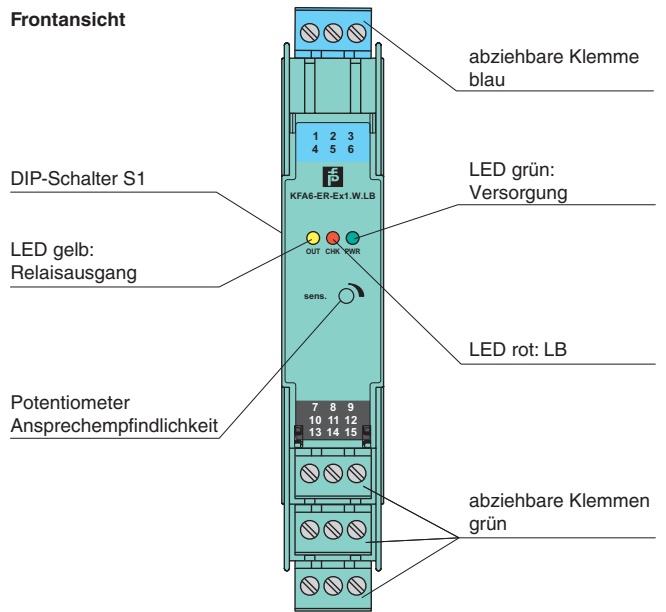 Frontansicht
abziehbare Klemme
blau
1 2 3
4 5 6
DIP-Schalter S1
LED grün:
Versorgung
KFA6-ER-Ex1.W.LB
LED gelb:
Relaisausgang
OUT CHK PWR
sens.
LED rot: LB
Potentiometer
Ansprechempfindlichkeit
7 8 9
10 11 12
13 14 15
abziehbare Klemmen
grün